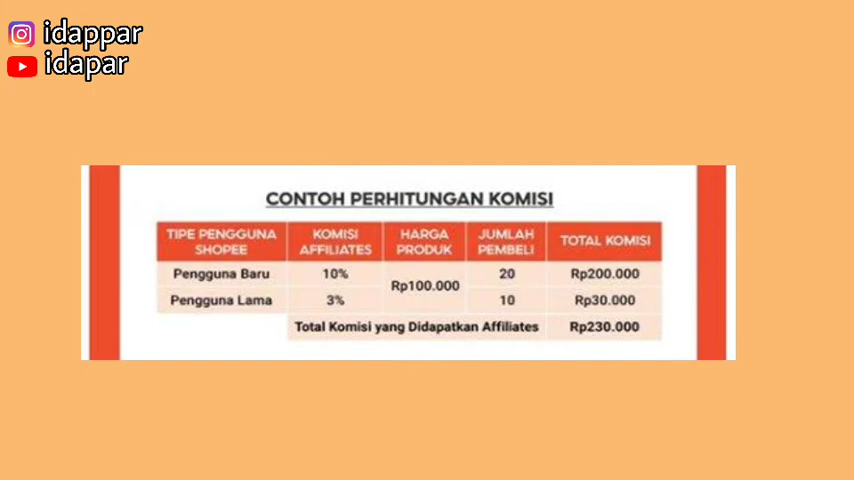 idappar
idapar
CONTOH PERHITUNGAN KOMISI
TIPE PENGGUNA SHOPEE KOMISI AFFILIATES HARGA PRODUK JUMLAH PEMBELI TOTAL KOMISI
Pengguna Baru 10% Rp100.000 20 Rp200.000
Pengguna Lama 3% 10 Rp30.000
Total Komisi yang Didapatkan Affiliates Rp230.000